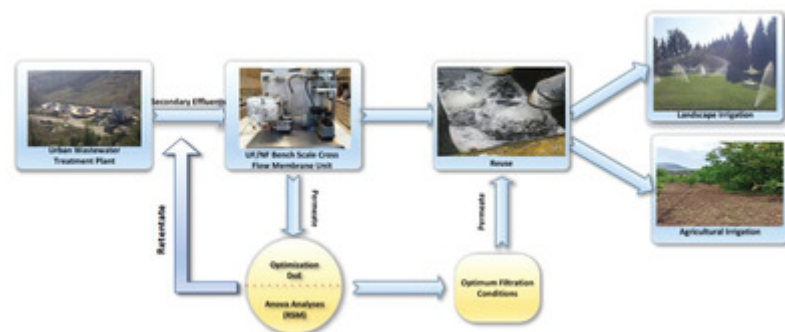 Secondary Effluent
Urban Wastewater
Treatment Plant
UF/NF Bench Scale Cross
Flow Membrane Unit
Reuse
Landscape Irrigation
Agricultural Irrigation
Retentate
Permeate
Permeate
Optimization
DoE
Anova Analyses
(RSM)
Optimum Filtration
Conditions